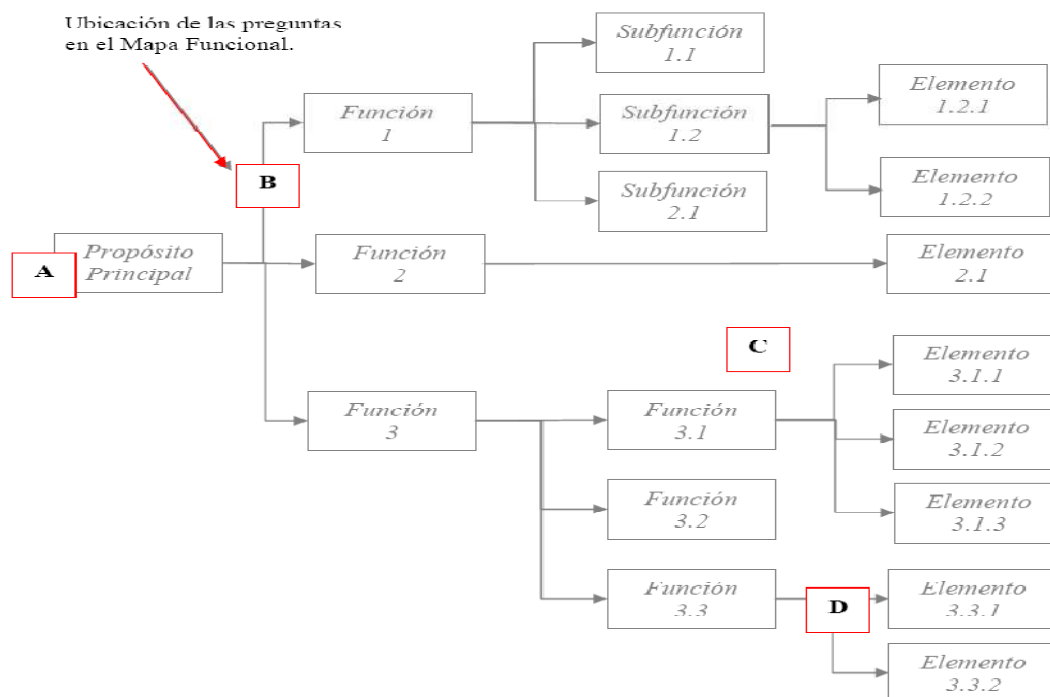 Ubicación de las preguntas
en el Mapa Funcional.
Subfunción
1.1
Función
1
Subfunción
1.2
Elemento
1.2.1
B
Subfunción
2.1
Elemento
1.2.2
A
Propósito
Principal
Función
2
Elemento
2.1
C
Elemento
3.1.1
Función
3
Función
3.1
Elemento
3.1.2
Función
3.2
Elemento
3.1.3
Función
3.3
D
Elemento
3.3.1
Elemento
3.3.2